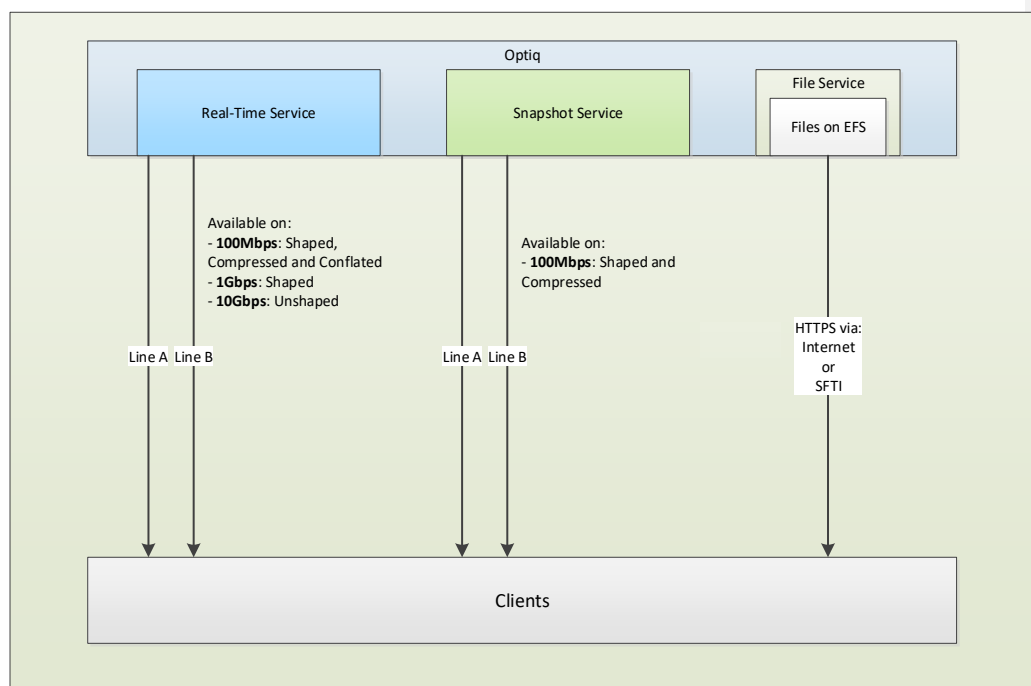 Optiq
Real-Time Service
Snapshot Service
File Service
Files on EFS
Available on:
- 100Mbps: Shaped,
Compressed and Conflated
- 1Gbps: Shaped
- 10Gbps: Unshaped
Available on:
- 100Mbps: Shaped and
Compressed
Line A
Line B
Line A
Line B
HTTPS via:
Internet
or
SFTI
Clients